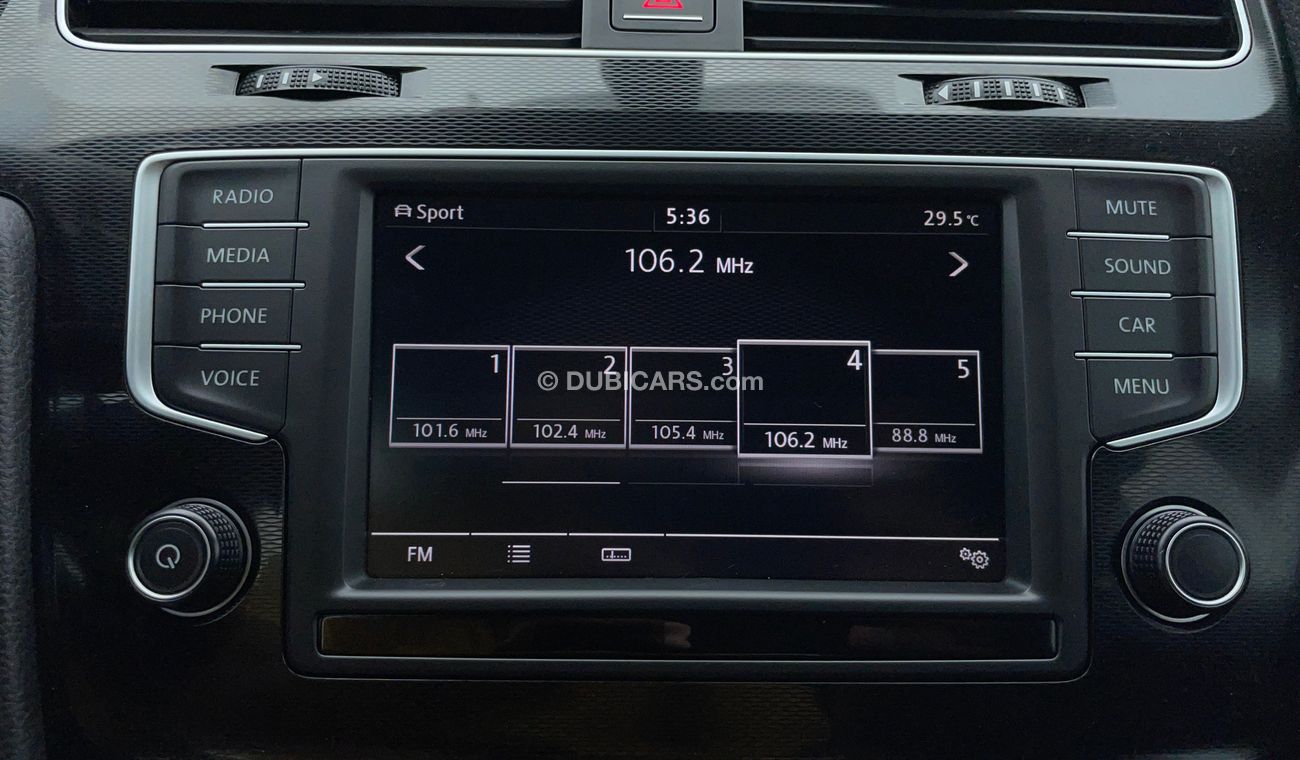 RADIO
MEDIA
PHONE
VOICE
Sport 5:36 29.5°C
106.2 MHz
1 2 3 4 5
101.6 MHz 102.4 MHz 105.4 MHz 106.2 MHz 88.8 MHz
© DUBICARS.com
FM
MUTE
SOUND
CAR
MENU